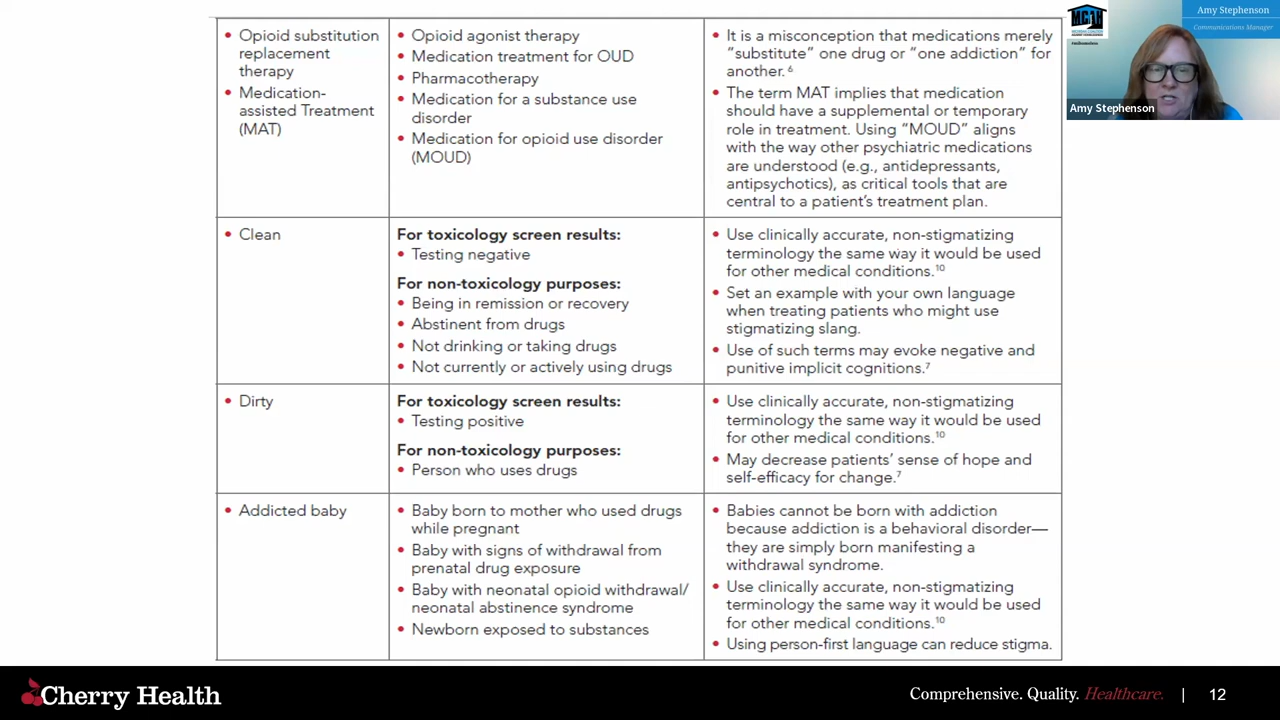 • Opioid substitution
replacement
therapy
• Medication-
assisted Treatment
(MAT)
• Opioid agonist therapy
• Medication treatment for OUD
• Pharmacotherapy
• Medication for a substance use
disorder
• Medication for opioid use disorder
(MOUD)
• It is a misconception that medications merely
“substitute” one drug or “one addiction” for
another.6
• The term MAT implies that medication
should have a supplemental or temporary
role in treatment. Using “MOUD” aligns
with the way other psychiatric medications
are understood (e.g., antidepressants,
antipsychotics), as critical tools that are
central to a patient’s treatment plan.
• Clean
For toxicology screen results:
• Testing negative
For non-toxicology purposes:
• Being in remission or recovery
• Abstinent from drugs
• Not drinking or taking drugs
• Not currently or actively using drugs
• Use clinically accurate, non-stigmatizing
terminology the same way it would be used
for other medical conditions.10
• Set an example with your own language
when treating patients who might use
stigmatizing slang.
• Use of such terms may evoke negative and
punitive implicit cognitions.7
• Dirty
For toxicology screen results:
• Testing positive
For non-toxicology purposes:
• Person who uses drugs
• Use clinically accurate, non-stigmatizing
terminology the same way it would be used
for other medical conditions.10
• May decrease patients’ sense of hope and
self-efficacy for change.7
• Addicted baby
• Baby born to mother who used drugs
while pregnant
• Baby with signs of withdrawal from
prenatal drug exposure
• Baby with neonatal opioid withdrawal/
neonatal abstinence syndrome
• Newborn exposed to substances
• Babies cannot be born with addiction
because addiction is a behavioral disorder—
they are simply born manifesting a
withdrawal syndrome.
• Use clinically accurate, non-stigmatizing
terminology the same way it would be used
for other medical conditions.10
• Using person-first language can reduce stigma.
MCAH
Amy Stephenson
Communications Manager
Amy Stephenson
Cherry Health
Comprehensive. Quality. Healthcare. | 12